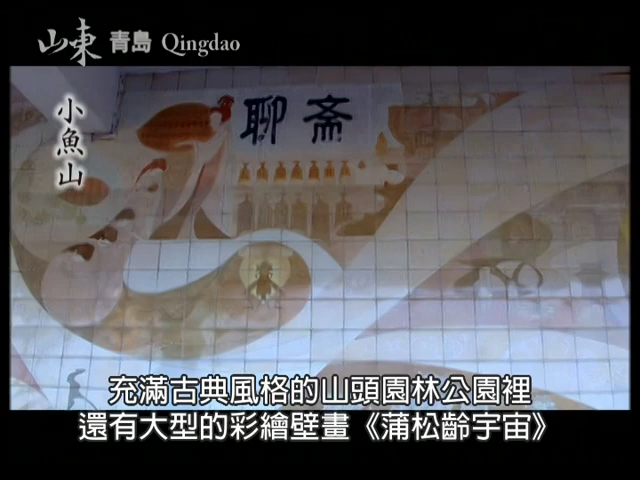 山東 青島 Qingdao
小魚山
聊斋
充滿古典風格的山頭園林公園裡
還有大型的彩繪壁畫《蒲松齡宇宙》